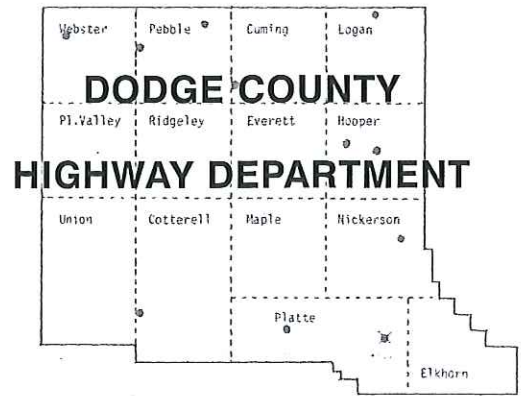 Webster Pebble Cuming Logan
DODGE COUNTY
Pl.Valley Ridgeley Everett Hooper
HIGHWAY DEPARTMENT
Union Cotterell Maple Nickerson
Platte
Elkhorn